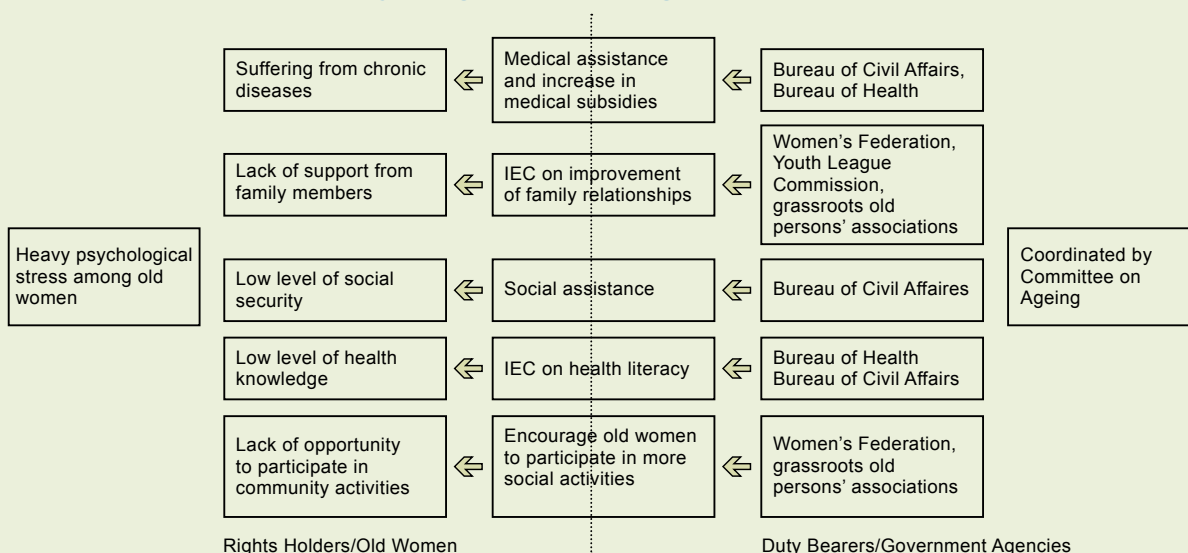 Suffering from chronic
diseases
Medical assistance
and increase in
medical subsidies
Bureau of Civil Affairs,
Bureau of Health
Lack of support from
family members
IEC on improvement
of family relationships
Women's Federation,
Youth League
Commission,
grassroots old
persons' associations
Heavy psychological
stress among old
women
Low level of social
security
Social assistance
Bureau of Civil Affaires
Coordinated by
Committee on
Ageing
Low level of health
knowledge
IEC on health literacy
Bureau of Health
Bureau of Civil Affairs
Lack of opportunity
to participate in
community activities
Encourage old women
to participate in more
social activities
Women's Federation,
grassroots old
persons' associations
Rights Holders/Old Women
Duty Bearers/Government Agencies